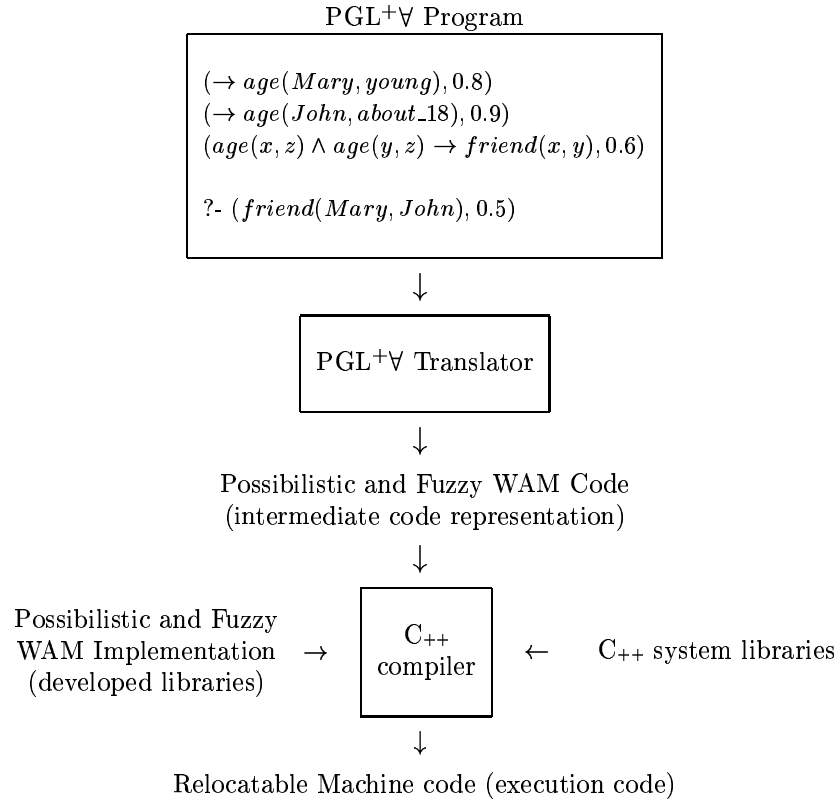 PGL⁺∀ Program
(→ age(Mary, young), 0.8)
(→ age(John, about_18), 0.9)
(age(x, z) ∧ age(y, z) → friend(x, y), 0.6)
?- (friend(Mary, John), 0.5)
↓
PGL⁺∀ Translator
↓
Possibilistic and Fuzzy WAM Code
(intermediate code representation)
↓
Possibilistic and Fuzzy
WAM Implementation
(developed libraries)
→
C₊₊
compiler
←
C₊₊ system libraries
↓
Relocatable Machine code (execution code)